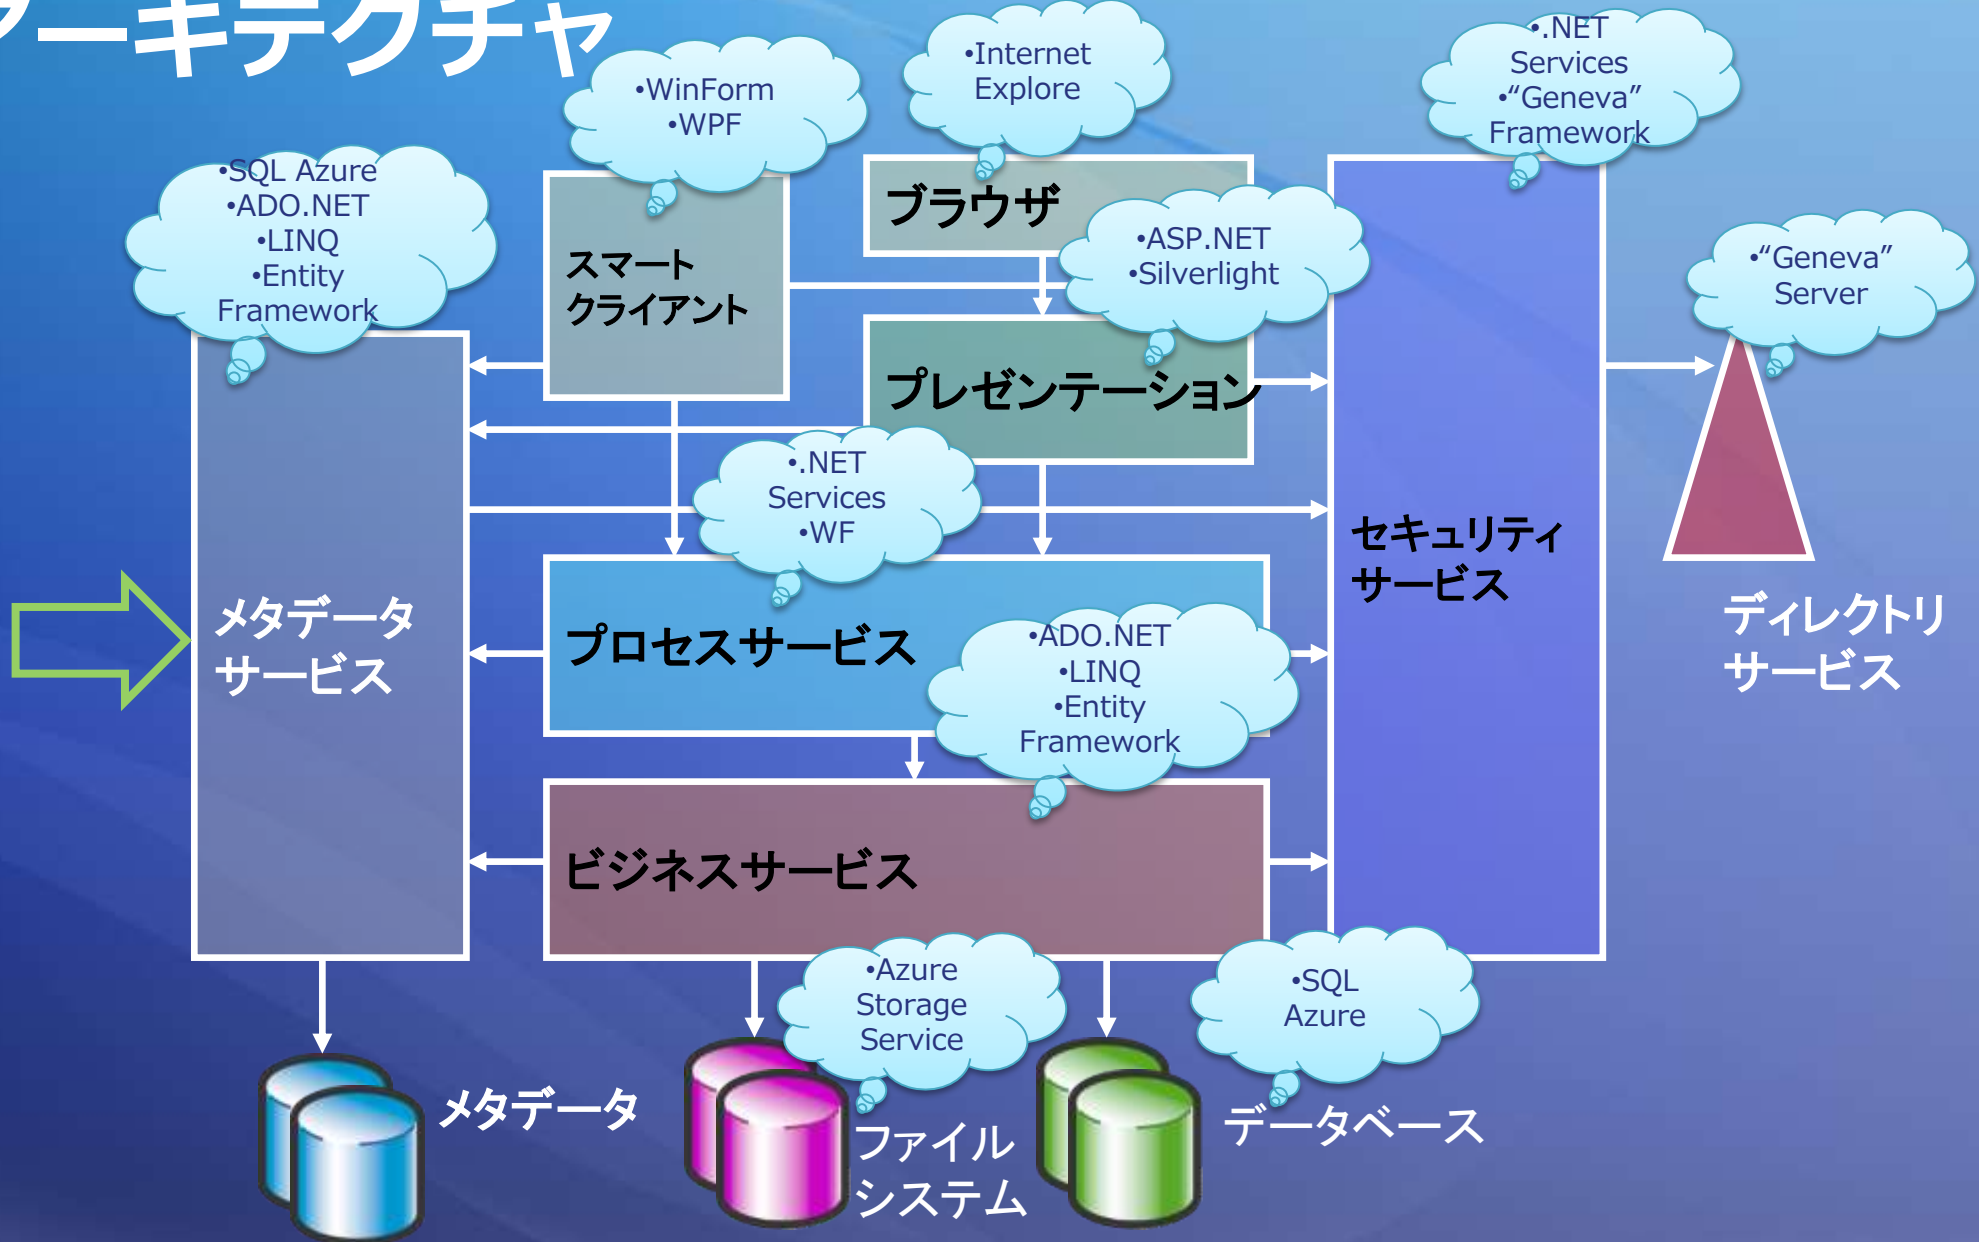 アーキテクチャ
•WinForm
•WPF
•Internet
Explore
•.NET
Services
•“Geneva”
Framework
•SQL Azure
•ADO.NET
•LINQ
•Entity
Framework
ブラウザ
•ASP.NET
•Silverlight
•“Geneva”
Server
スマート
クライアント
プレゼンテーション
•.NET
Services
•WF
セキュリティ
サービス
メタデータ
サービス
プロセスサービス
•ADO.NET
•LINQ
•Entity
Framework
ディレクトリ
サービス
ビジネスサービス
•Azure
Storage
Service
•SQL
Azure
メタデータ
ファイル
システム
データベース